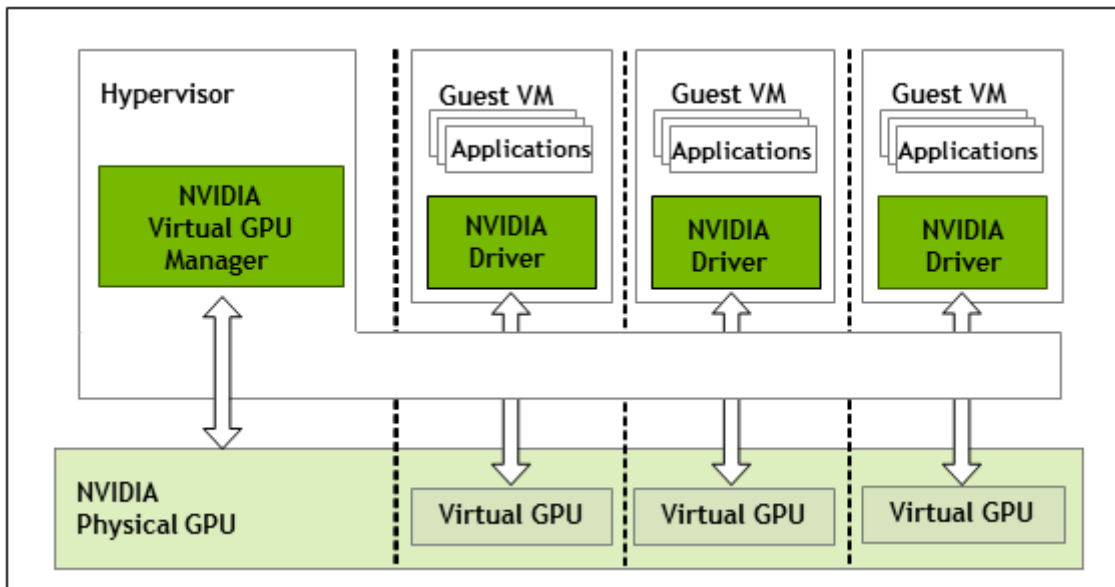 Hypervisor
NVIDIA
Virtual GPU
Manager
Guest VM
Applications
NVIDIA
Driver
Guest VM
Applications
NVIDIA
Driver
Guest VM
Applications
NVIDIA
Driver
NVIDIA
Physical GPU
Virtual GPU
Virtual GPU
Virtual GPU